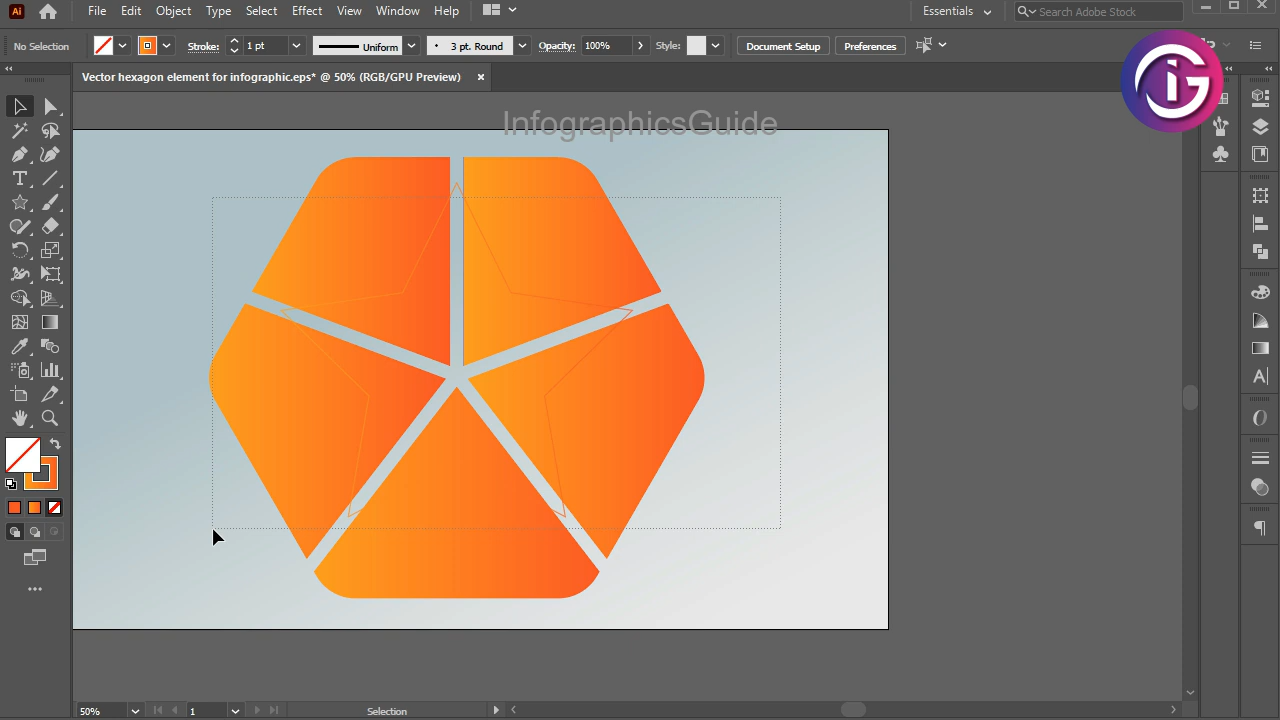 Ai
File Edit Object Type Select Effect View Window Help
Essentials
Search Adobe Stock
No Selection
Stroke:
1 pt
Uniform
3 pt. Round
Opacity:
100%
Style:
Document Setup
Preferences
Vector hexagon element for infographic.eps* @ 50% (RGB/GPU Preview)
InfographicsGuide
iG
50%
1
Selection